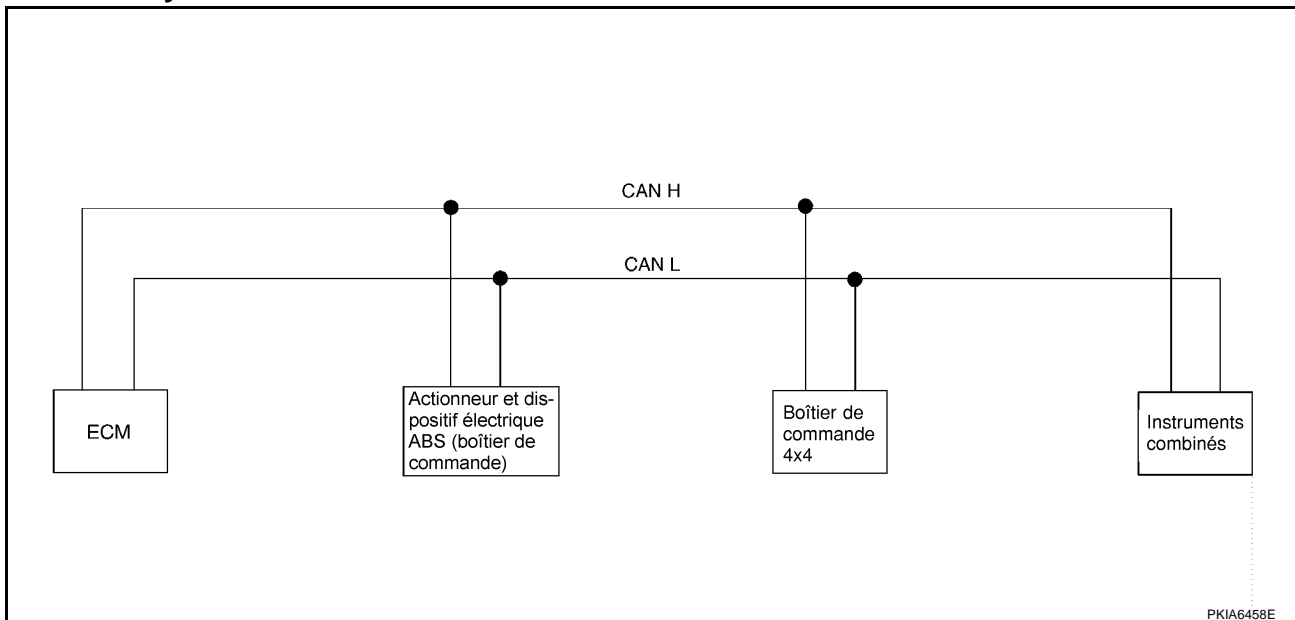 CAN H
CAN L
ECM
Actionneur et dis-
positif électrique
ABS (boîtier de
commande)
Boîtier de
commande
4x4
Instruments
combinés
PKIA6458E